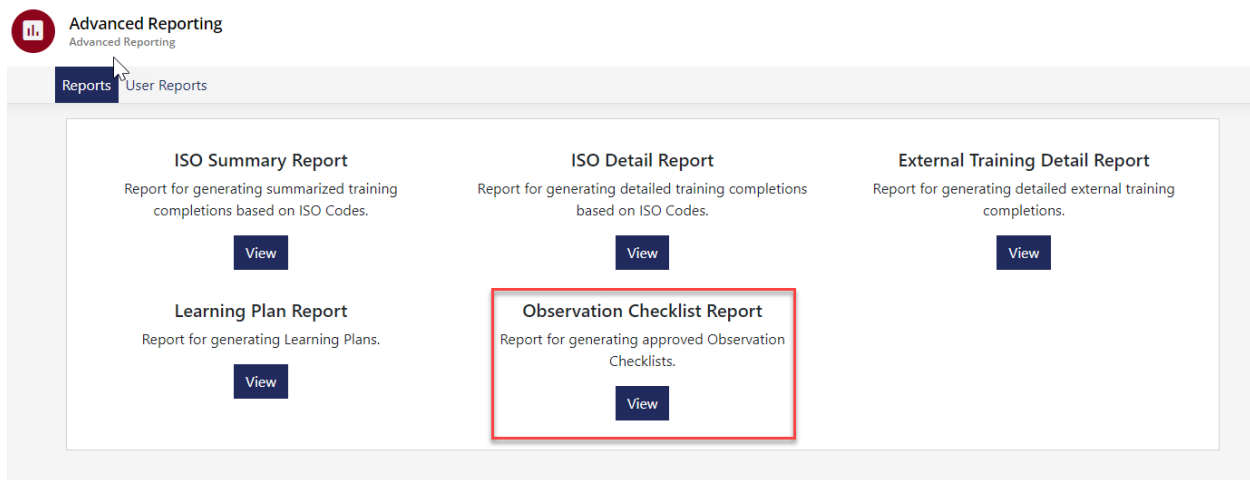 Advanced Reporting
Advanced Reporting
Reports User Reports
ISO Summary Report
Report for generating summarized training
completions based on ISO Codes.
View
ISO Detail Report
Report for generating detailed training completions
based on ISO Codes.
View
External Training Detail Report
Report for generating detailed external training
completions.
View
Learning Plan Report
Report for generating Learning Plans.
View
Observation Checklist Report
Report for generating approved Observation
Checklists.
View